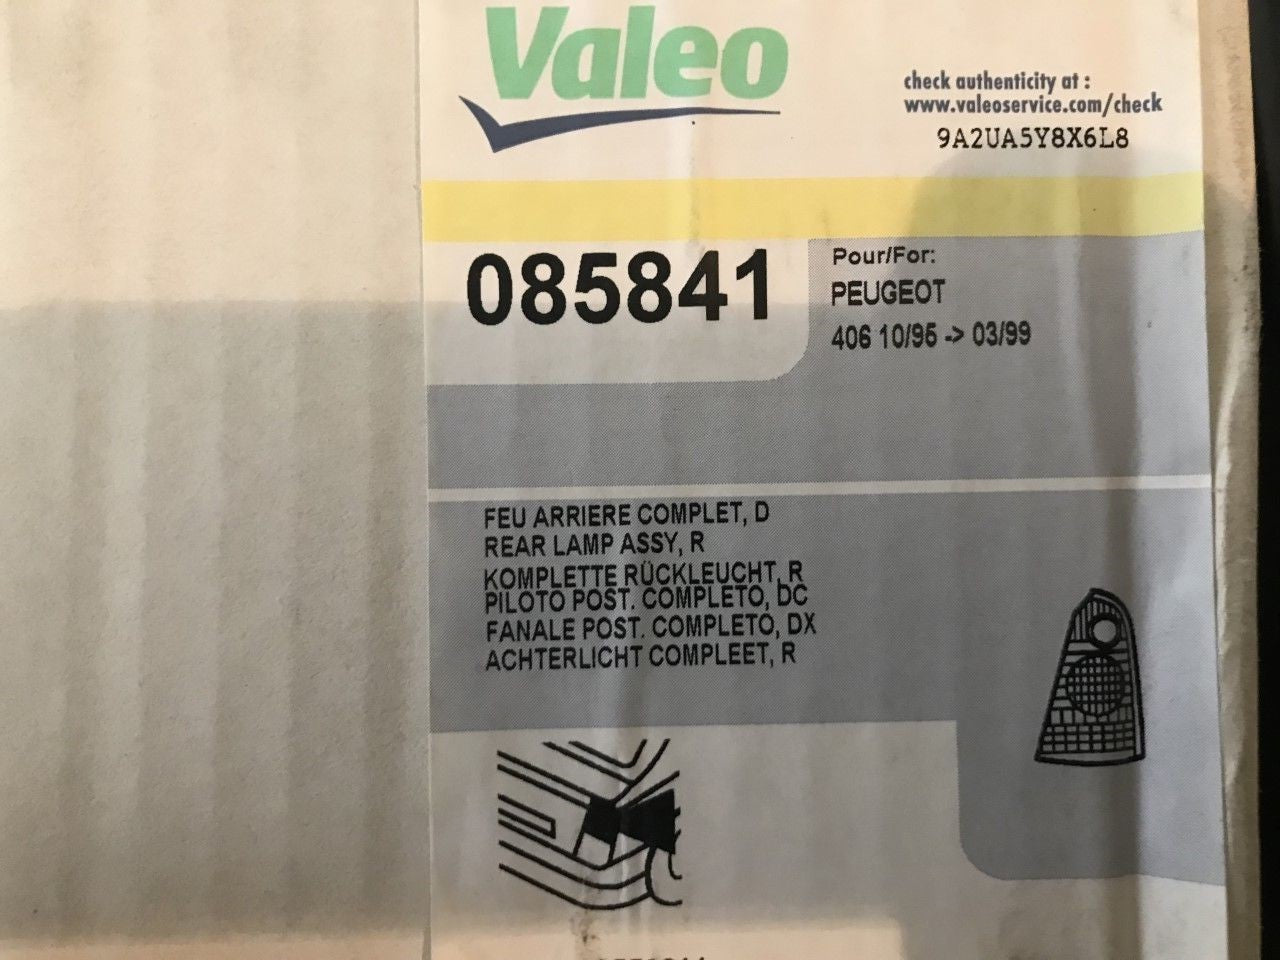 Valeo
check authenticity at :
www.valeoservice.com/check
9A2UA5Y8X6L8
085841
Pour/For:
PEUGEOT
406 10/95 -> 03/99
FEU ARRIERE COMPLET, D
REAR LAMP ASSY, R
KOMPLETTE RÜCKLEUCHT, R
PILOTO POST. COMPLETO, DC
FANALE POST. COMPLETO, DX
ACHTERLICHT COMPLEET, R